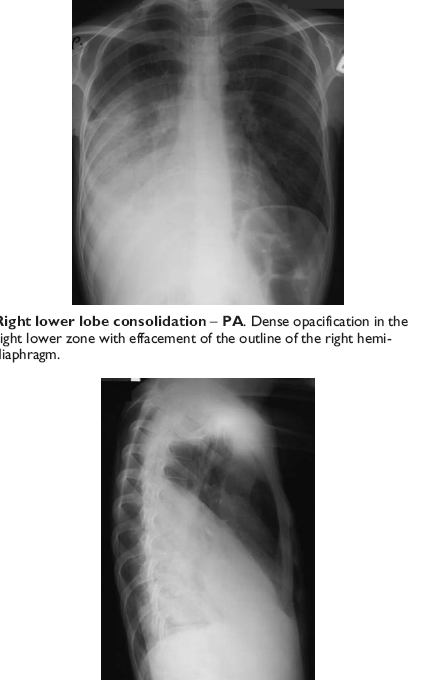 Right lower lobe consolidation – PA. Dense opacification in the
right lower zone with effacement of the outline of the right hemi-
diaphragm.